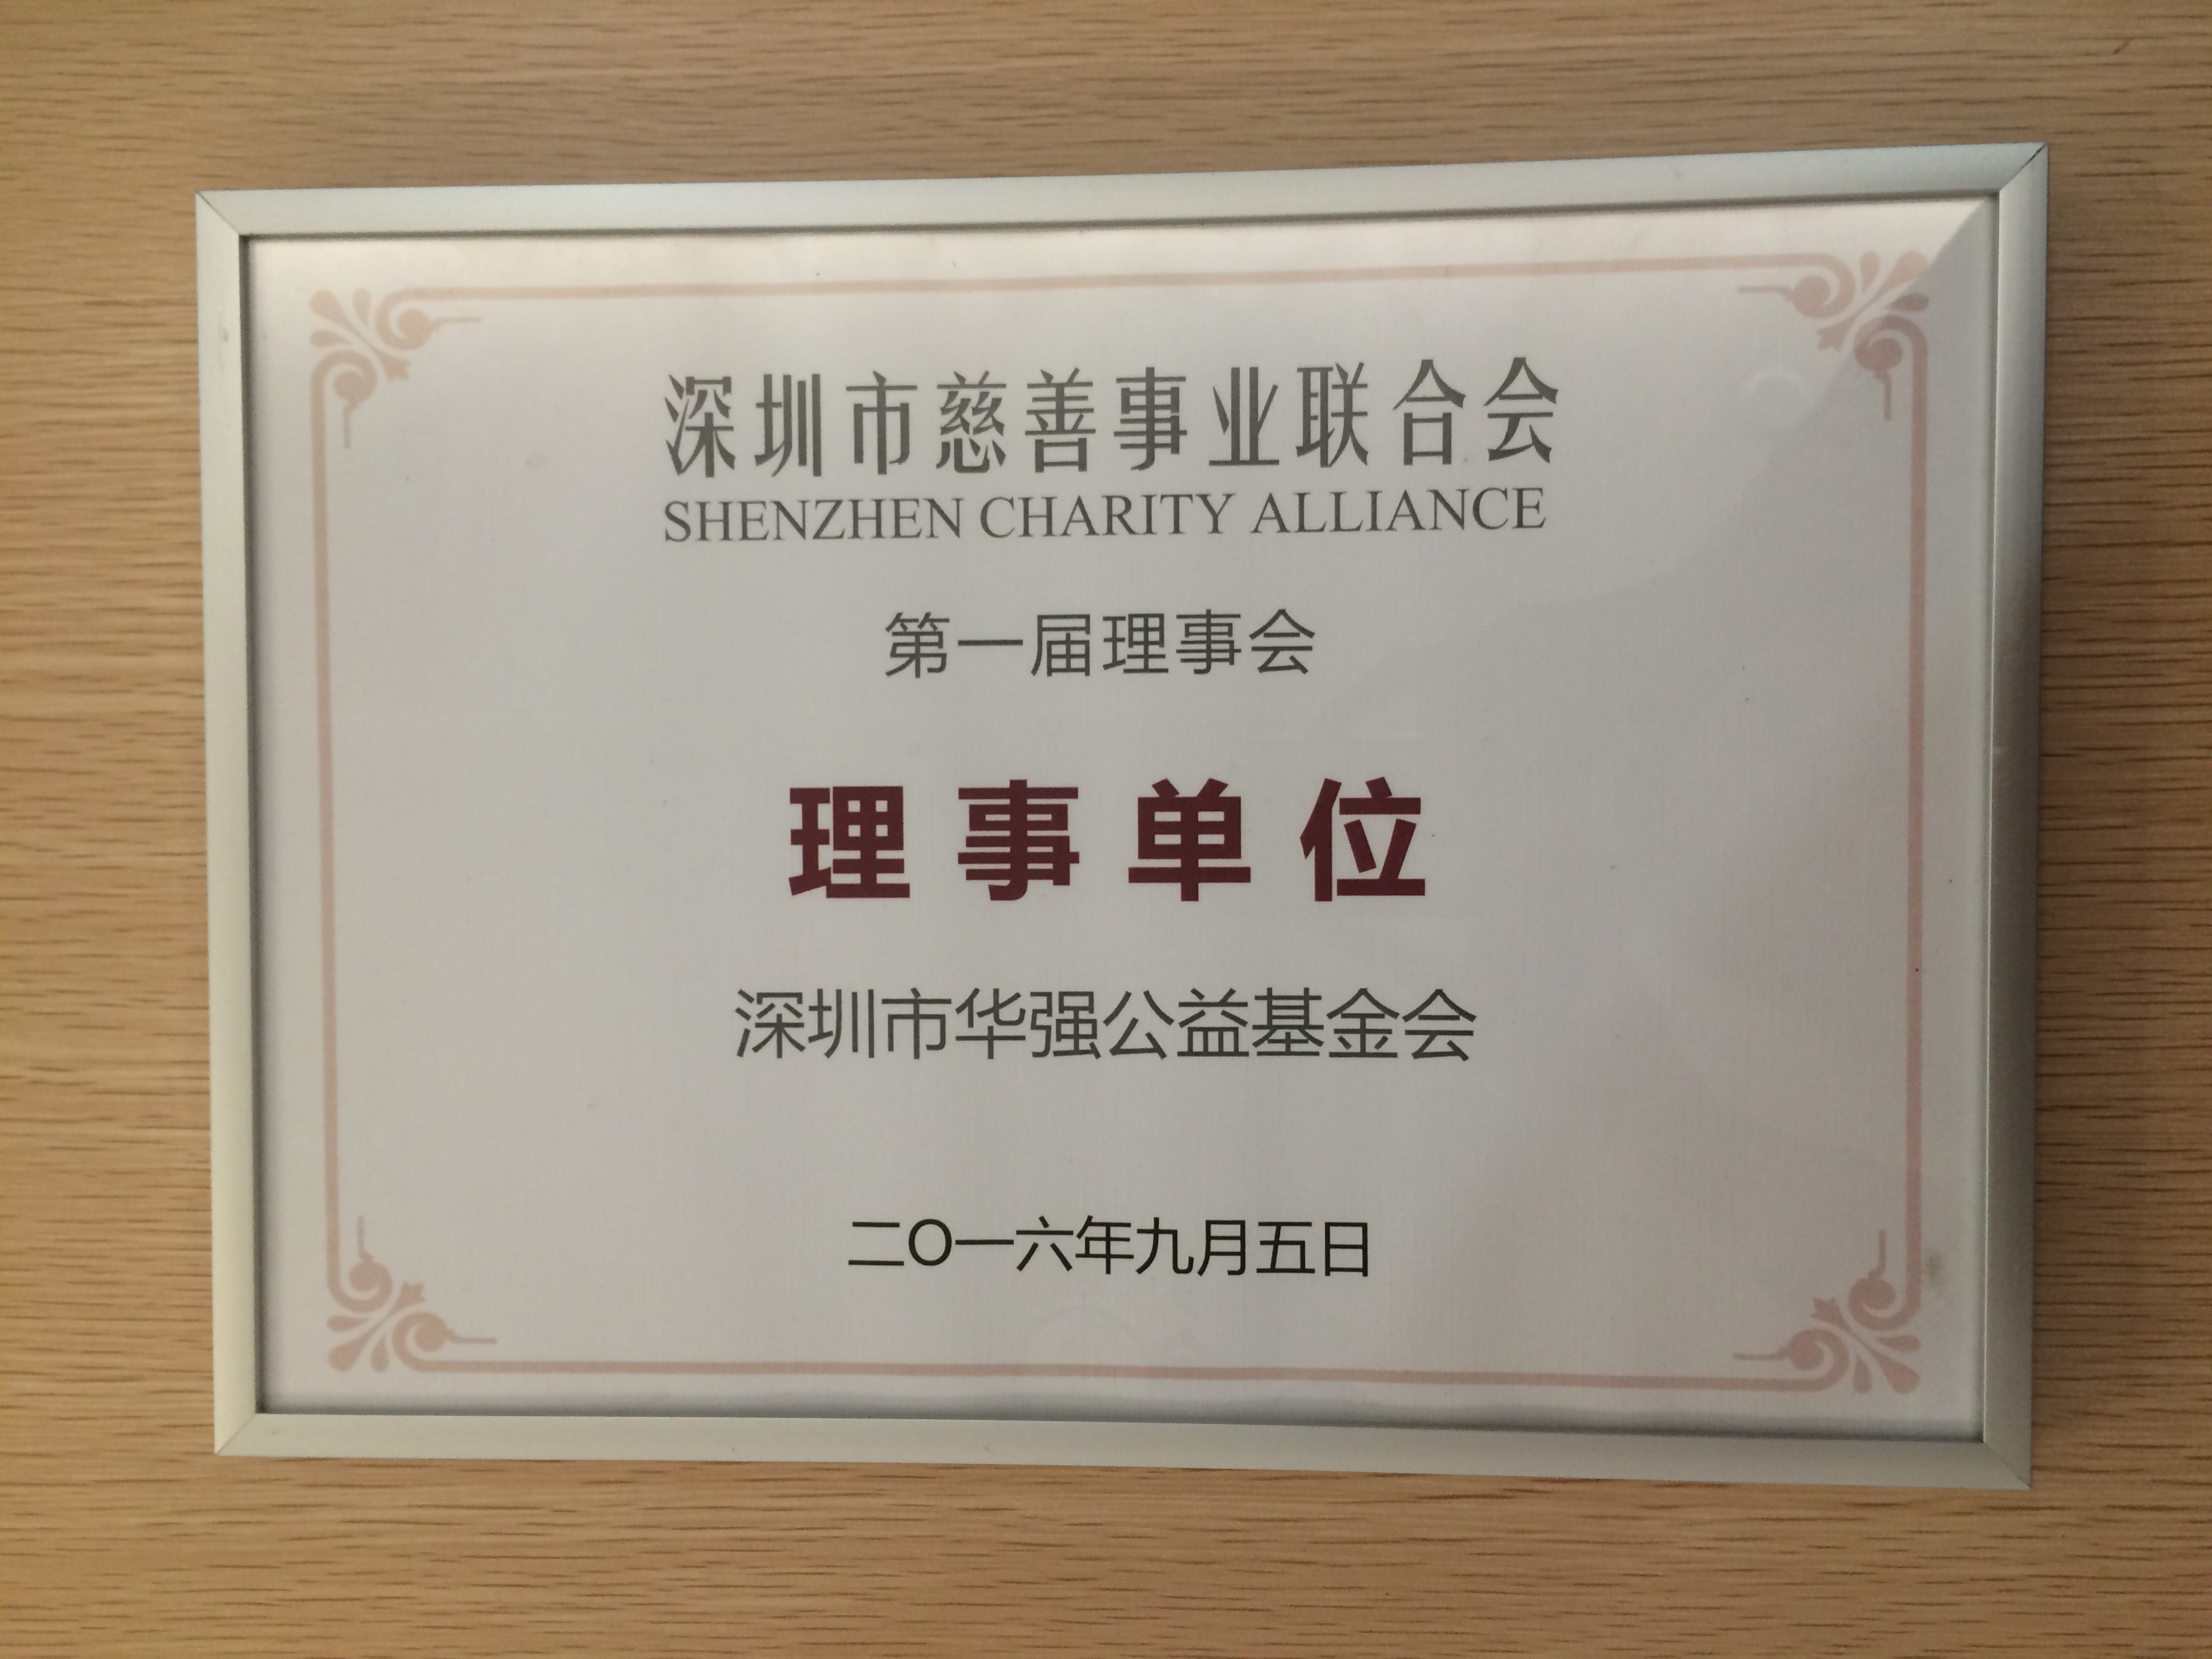 深圳市慈善事业联合会
SHENZHEN CHARITY ALLIANCE
第一届理事会
理事单位
深圳市华强公益基金会
二〇一六年九月五日